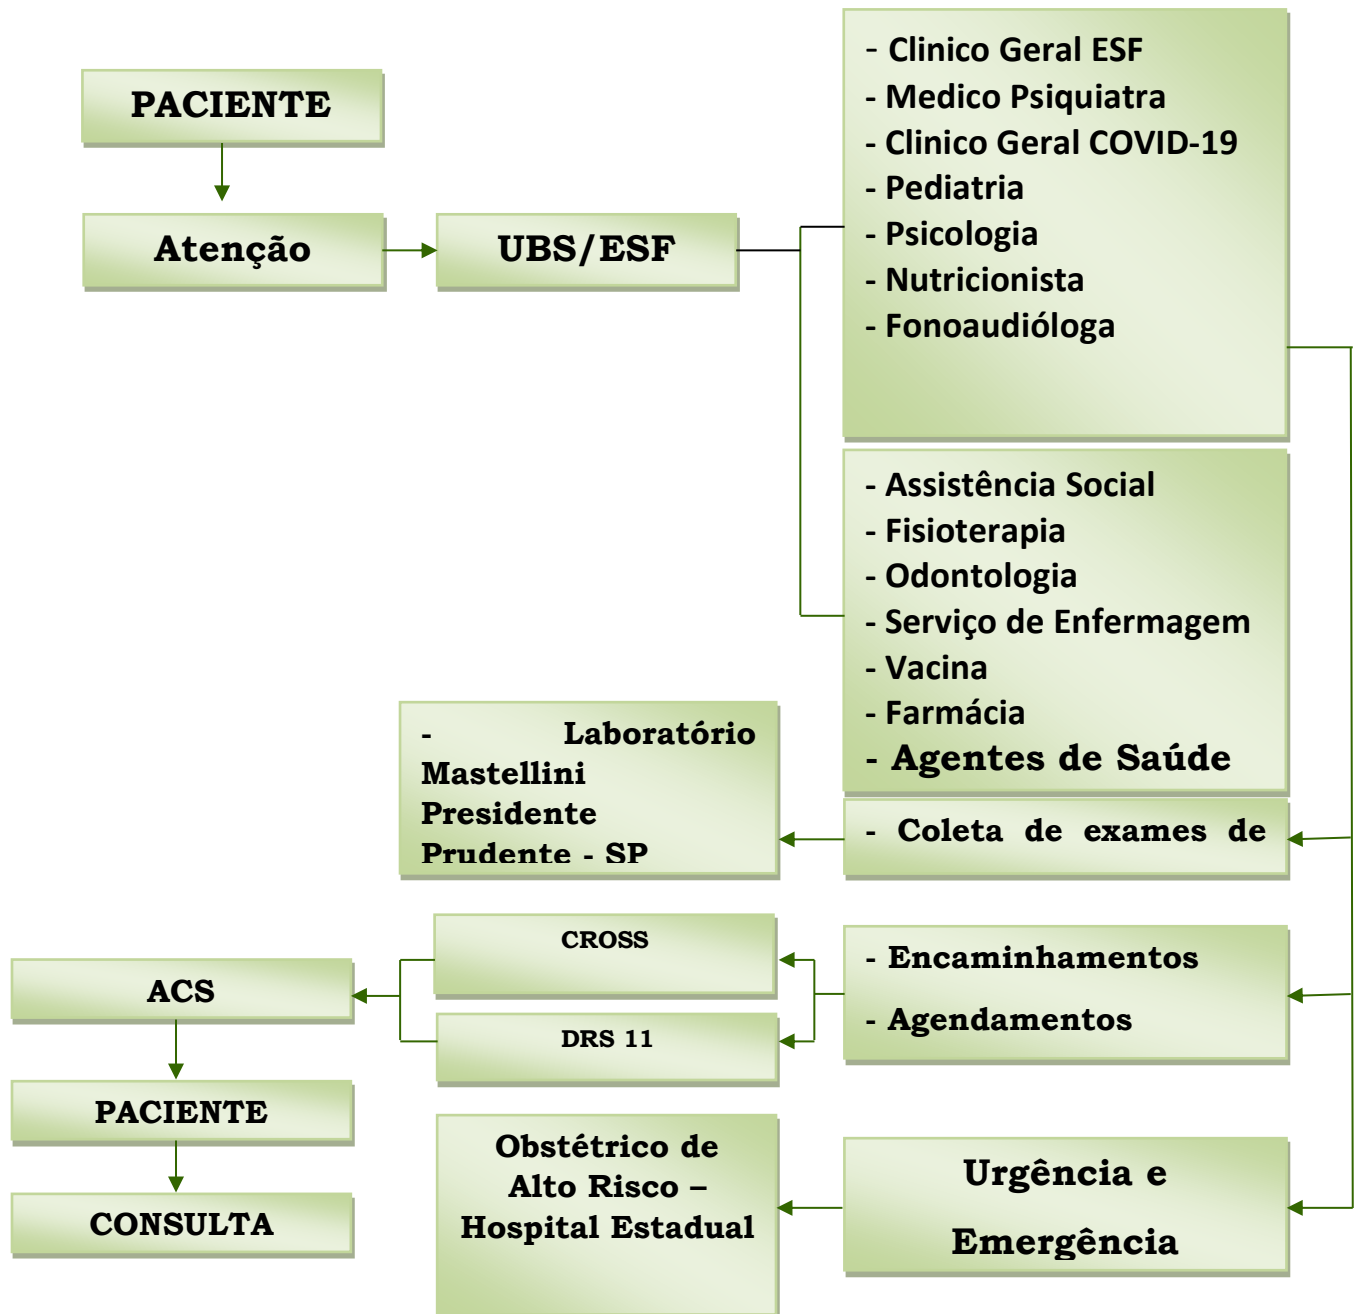 PACIENTE
Atenção
UBS/ESF
- Clinico Geral ESF
- Medico Psiquiatra
- Clinico Geral COVID-19
- Pediatria
- Psicologia
- Nutricionista
- Fonoaudióloga
- Assistência Social
- Fisioterapia
- Odontologia
- Serviço de Enfermagem
- Vacina
- Farmácia
- Agentes de Saúde
- Laboratório
Mastellini
Presidente
Prudente - SP
- Coleta de exames de
CROSS
DRS 11
- Encaminhamentos
- Agendamentos
ACS
PACIENTE
CONSULTA
Obstétrico de
Alto Risco –
Hospital Estadual
Urgência e
Emergência